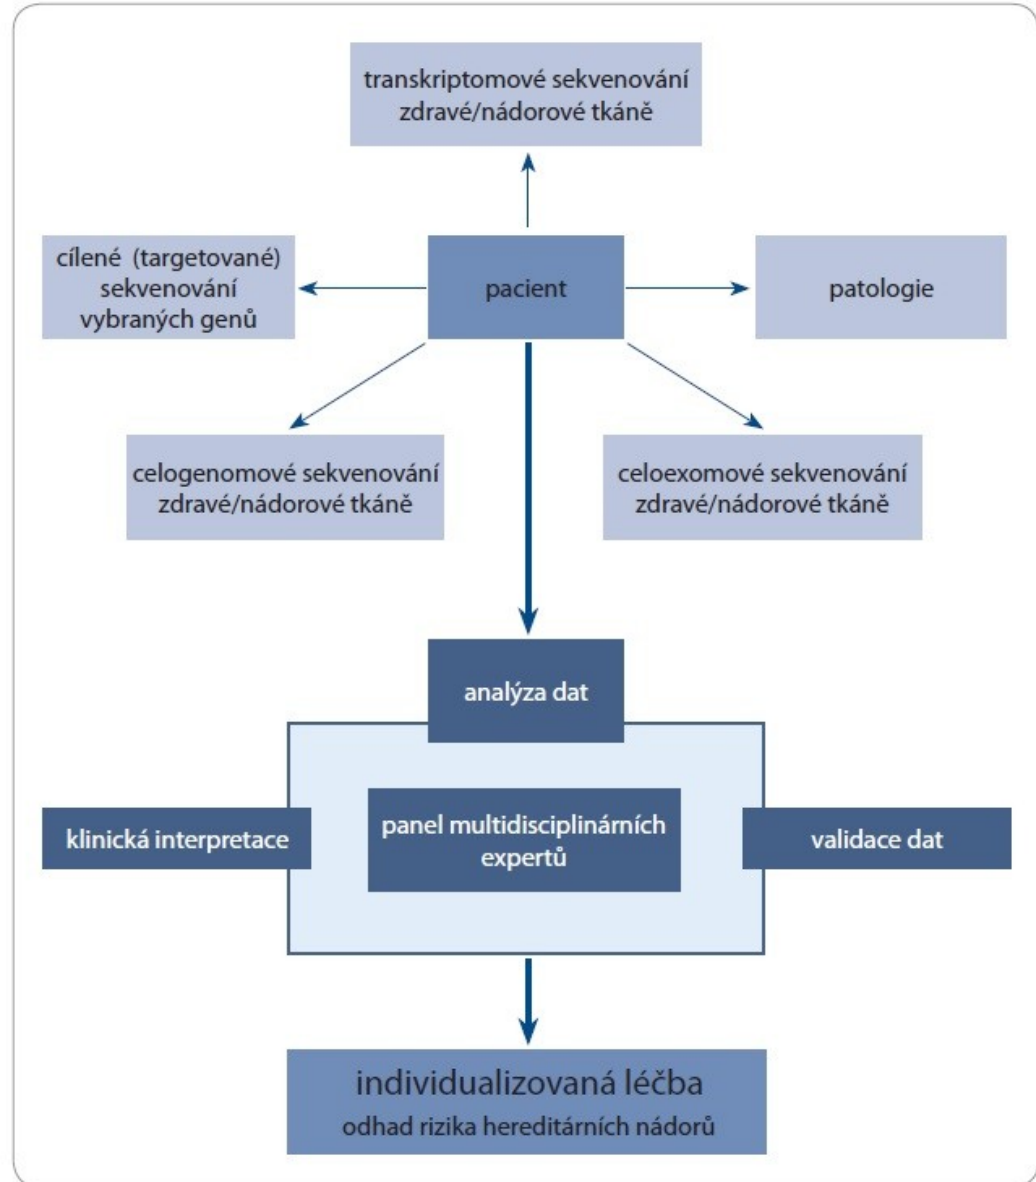 transkriptomové sekvenování
zdravé/nádorové tkáně
cílené (targetované)
sekvenování
vybraných genů
pacient
patologie
celogenomové sekvenování
zdravé/nádorové tkáně
celoexomové sekvenování
zdravé/nádorové tkáně
analýza dat
klinická interpretace
panel multidisciplinárních
expertů
validace dat
individualizovaná léčba
odhad rizika hereditárních nádorů